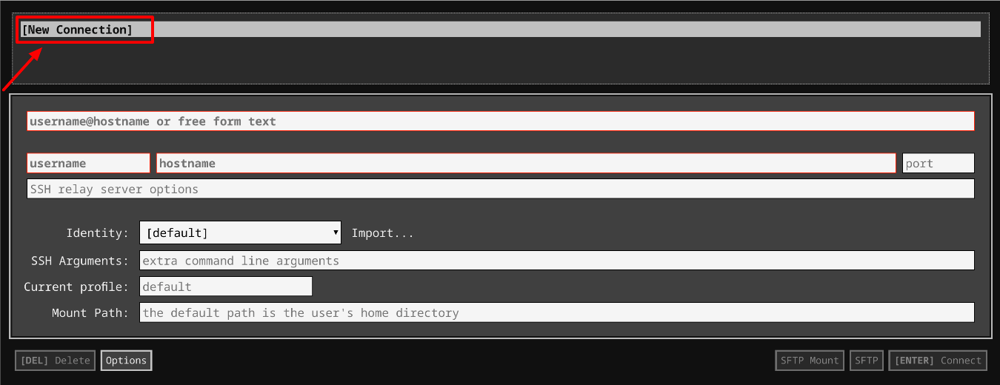 [New Connection]
username@hostname or free form text
username hostname port
SSH relay server options
Identity: [default] Import...
SSH Arguments: extra command line arguments
Current profile: default
Mount Path: the default path is the user's home directory
[DEL] Delete Options SFTP Mount SFTP [ENTER] Connect